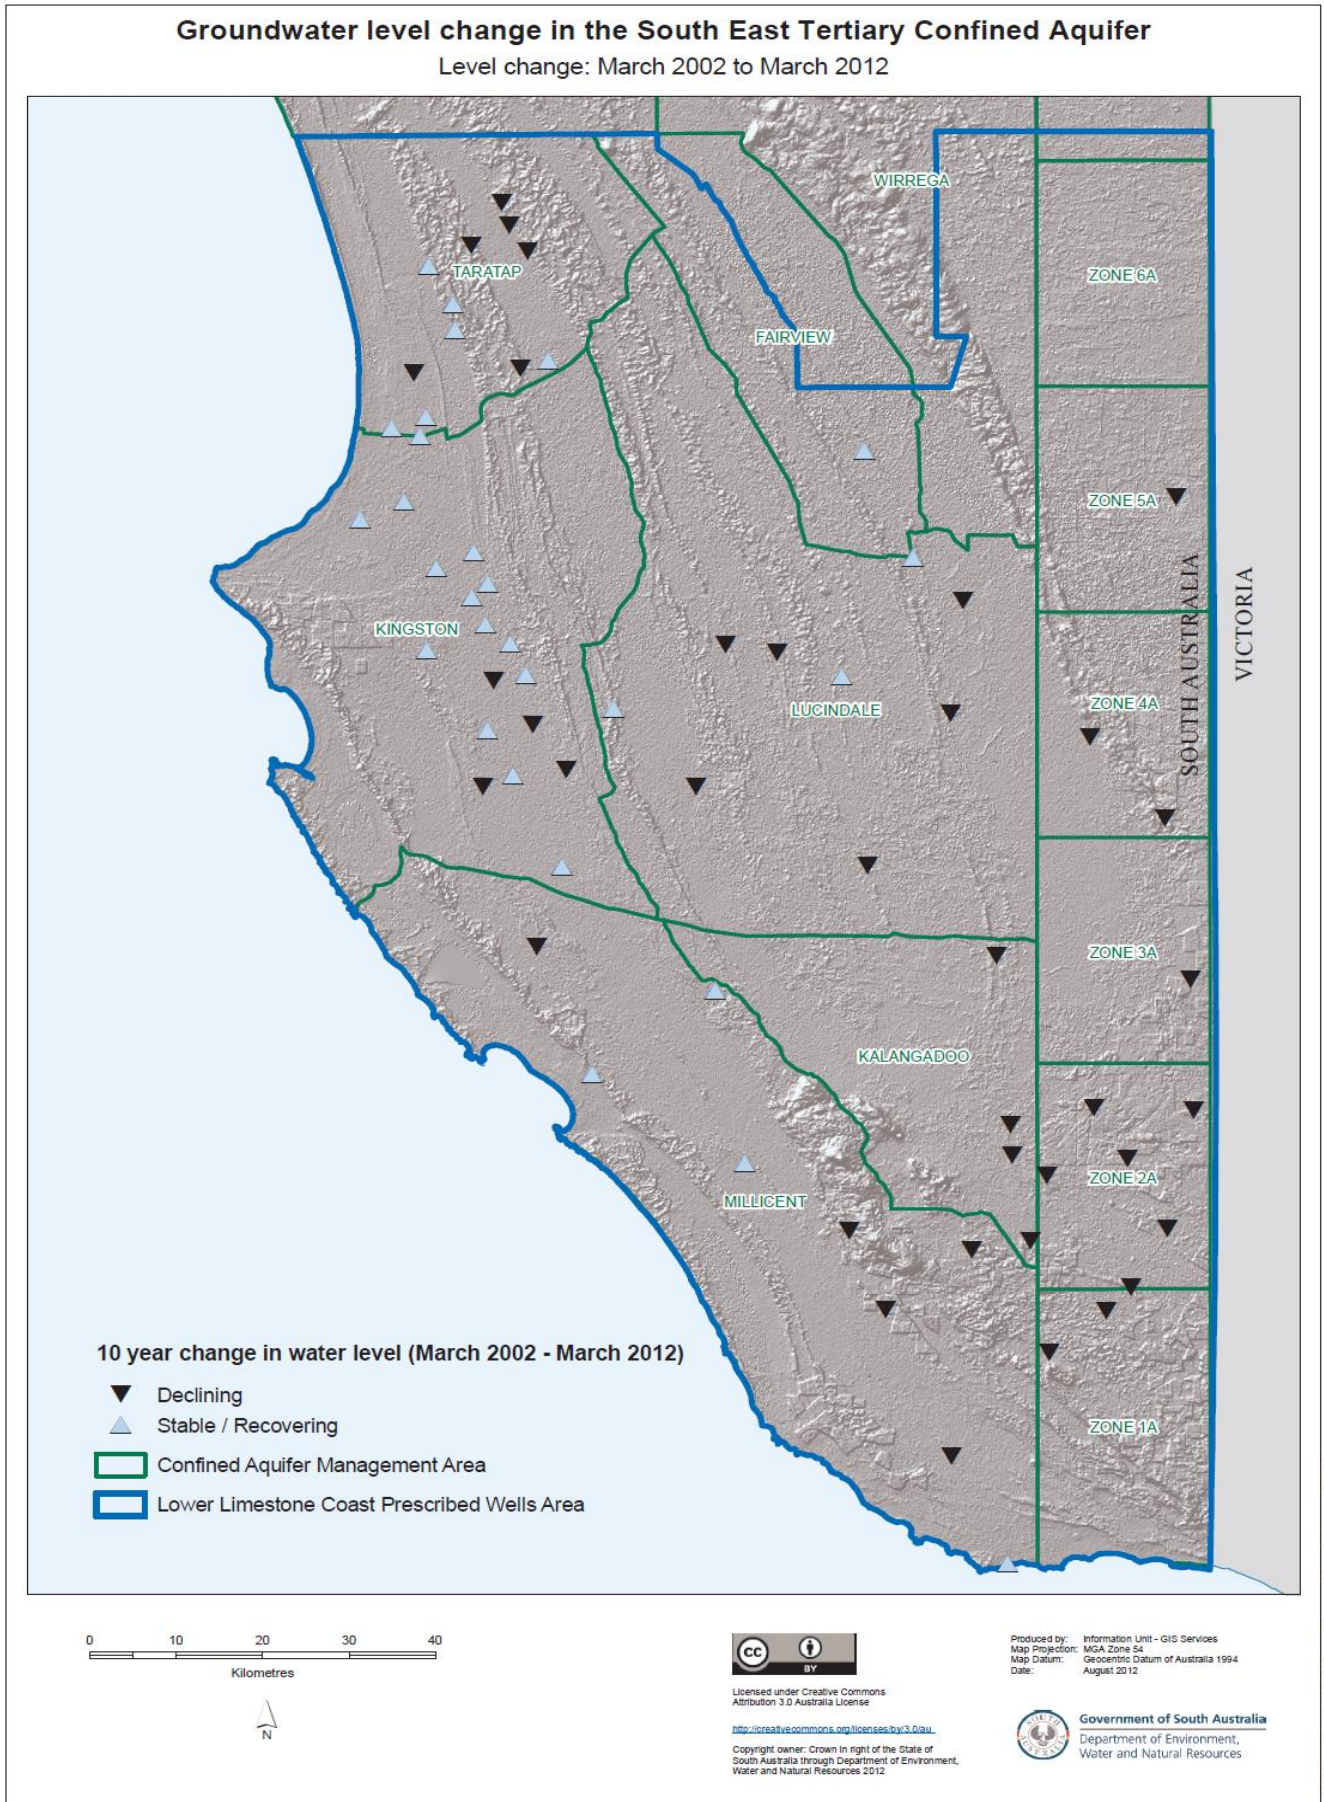 Groundwater level change in the South East Tertiary Confined Aquifer
Level change: March 2002 to March 2012
WIRREGA
TARATAP
ZONE 6A
FAIRVIEW
ZONE 5A
SOUTH AUSTRALIA
VICTORIA
KINGSTON
ZONE 4A
LUCINDALE
ZONE 3A
KALANGADOO
ZONE 2A
MILLICENT
ZONE 1A
10 year change in water level (March 2002 - March 2012)
Declining
Stable / Recovering
Confined Aquifer Management Area
Lower Limestone Coast Prescribed Wells Area
0 10 20 30 40
Kilometres
N
CC
BY
Licensed under Creative Commons
Attribution 3.0 Australia License
http://creativecommons.org/licenses/by/3.0/au
Copyright owner: Crown in right of the State of
South Australia through Department of Environment,
Water and Natural Resources 2012
Produced by: Information Unit - GIS Services
Map Projection: MGA Zone 54
Map Datum: Geocentric Datum of Australia 1994
Date: August 2012
SOUTH AUSTRALIA
Government of South Australia
Department of Environment,
Water and Natural Resources